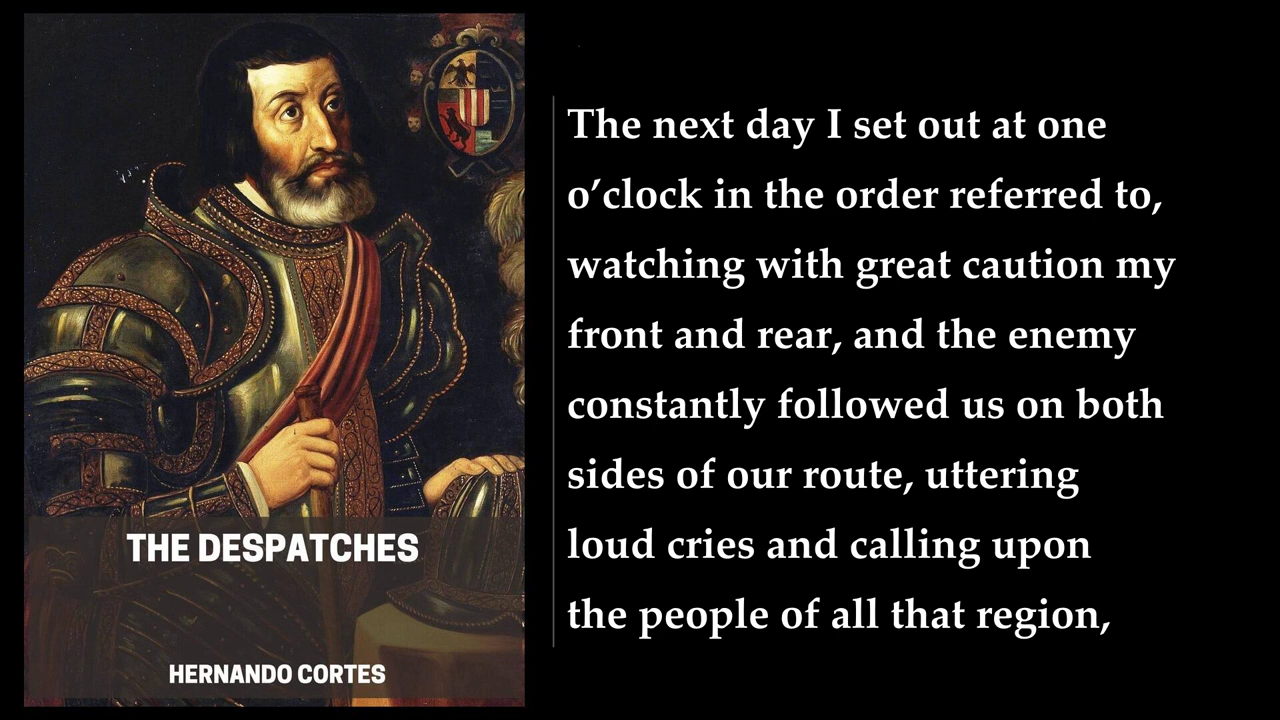 THE DESPATCHES
HERNANDO CORTES
The next day I set out at one
o’clock in the order referred to,
watching with great caution my
front and rear, and the enemy
constantly followed us on both
sides of our route, uttering
loud cries and calling upon
the people of all that region,